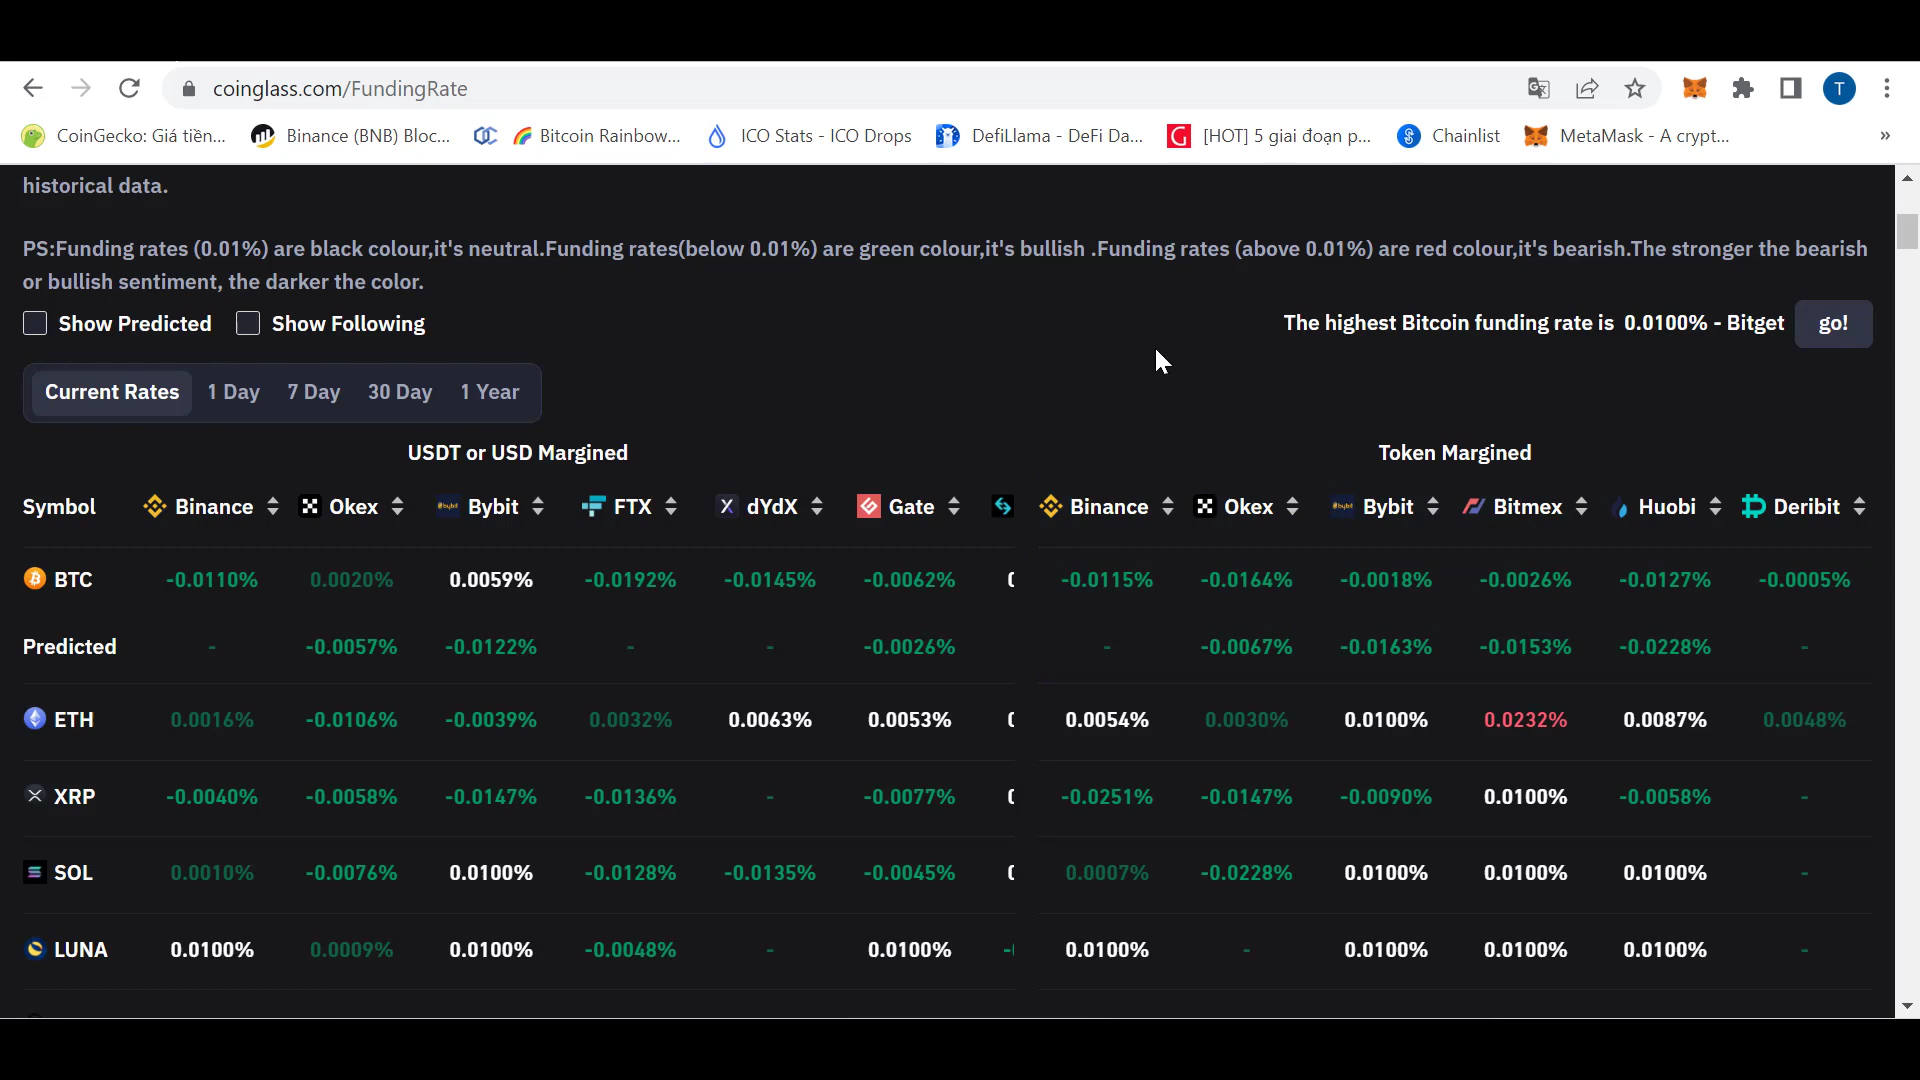 coinglass.com/FundingRate
T
CoinGecko: Giá tiền... Binance (BNB) Bloc... Bitcoin Rainbow... ICO Stats - ICO Drops DefiLlama - DeFi Da... [HOT] 5 giai đoạn p... Chainlist MetaMask - A crypt... »
historical data.
PS:Funding rates (0.01%) are black colour,it's neutral.Funding rates(below 0.01%) are green colour,it's bullish .Funding rates (above 0.01%) are red colour,it's bearish.The stronger the bearish
or bullish sentiment, the darker the color.
Show Predicted Show Following The highest Bitcoin funding rate is 0.0100% - Bitget go!
Current Rates 1 Day 7 Day 30 Day 1 Year
USDT or USD Margined Token Margined
Symbol Binance Okex Bybit FTX dYdX Gate Binance Okex Bybit Bitmex Huobi Deribit
BTC -0.0110% 0.0020% 0.0059% -0.0192% -0.0145% -0.0062% -0.0115% -0.0164% -0.0018% -0.0026% -0.0127% -0.0005%
Predicted - -0.0057% -0.0122% - - -0.0026% - -0.0067% -0.0163% -0.0153% -0.0228% -
ETH 0.0016% -0.0106% -0.0039% 0.0032% 0.0063% 0.0053% 0.0054% 0.0030% 0.0100% 0.0232% 0.0087% 0.0048%
XRP -0.0040% -0.0058% -0.0147% -0.0136% - -0.0077% -0.0251% -0.0147% -0.0090% 0.0100% -0.0058% -
SOL 0.0010% -0.0076% 0.0100% -0.0128% -0.0135% -0.0045% 0.0007% -0.0228% 0.0100% 0.0100% 0.0100% -
LUNA 0.0100% 0.0009% 0.0100% -0.0048% - 0.0100% 0.0100% - 0.0100% 0.0100% 0.0100% -